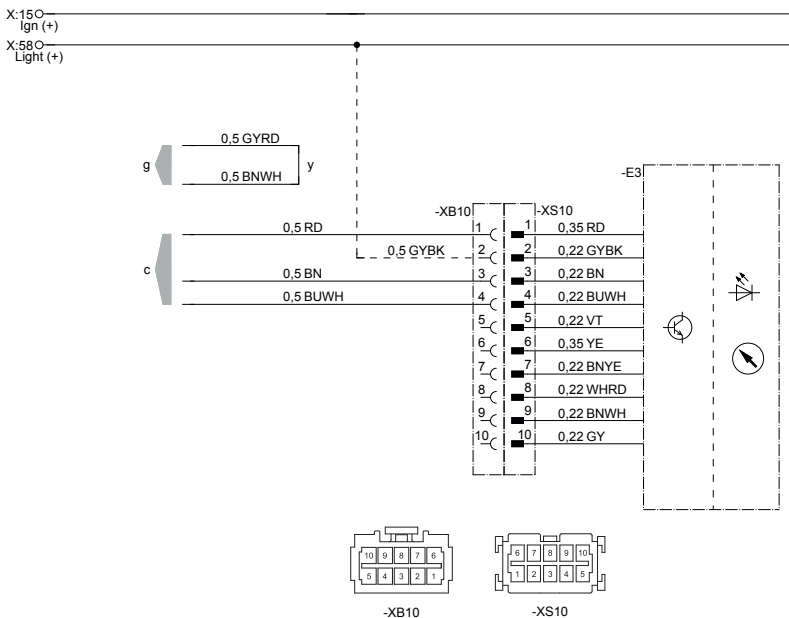 X:15
Ign (+)
X:58
Light (+)
g
0,5 GYRD
0,5 BNWH
y
-E3
-XB10
-XS10
c
0,5 RD
1
1
0,35 RD
0,5 GYBK
2
2
0,22 GYBK
0,5 BN
3
3
0,22 BN
0,5 BUWH
4
4
0,22 BUWH
5
5
0,22 VT
6
6
0,35 YE
7
7
0,22 BNYE
8
8
0,22 WHRD
9
9
0,22 BNWH
10
10
0,22 GY
10 9 8 7 6
5 4 3 2 1
-XB10
6 7 8 9 10
1 2 3 4 5
-XS10